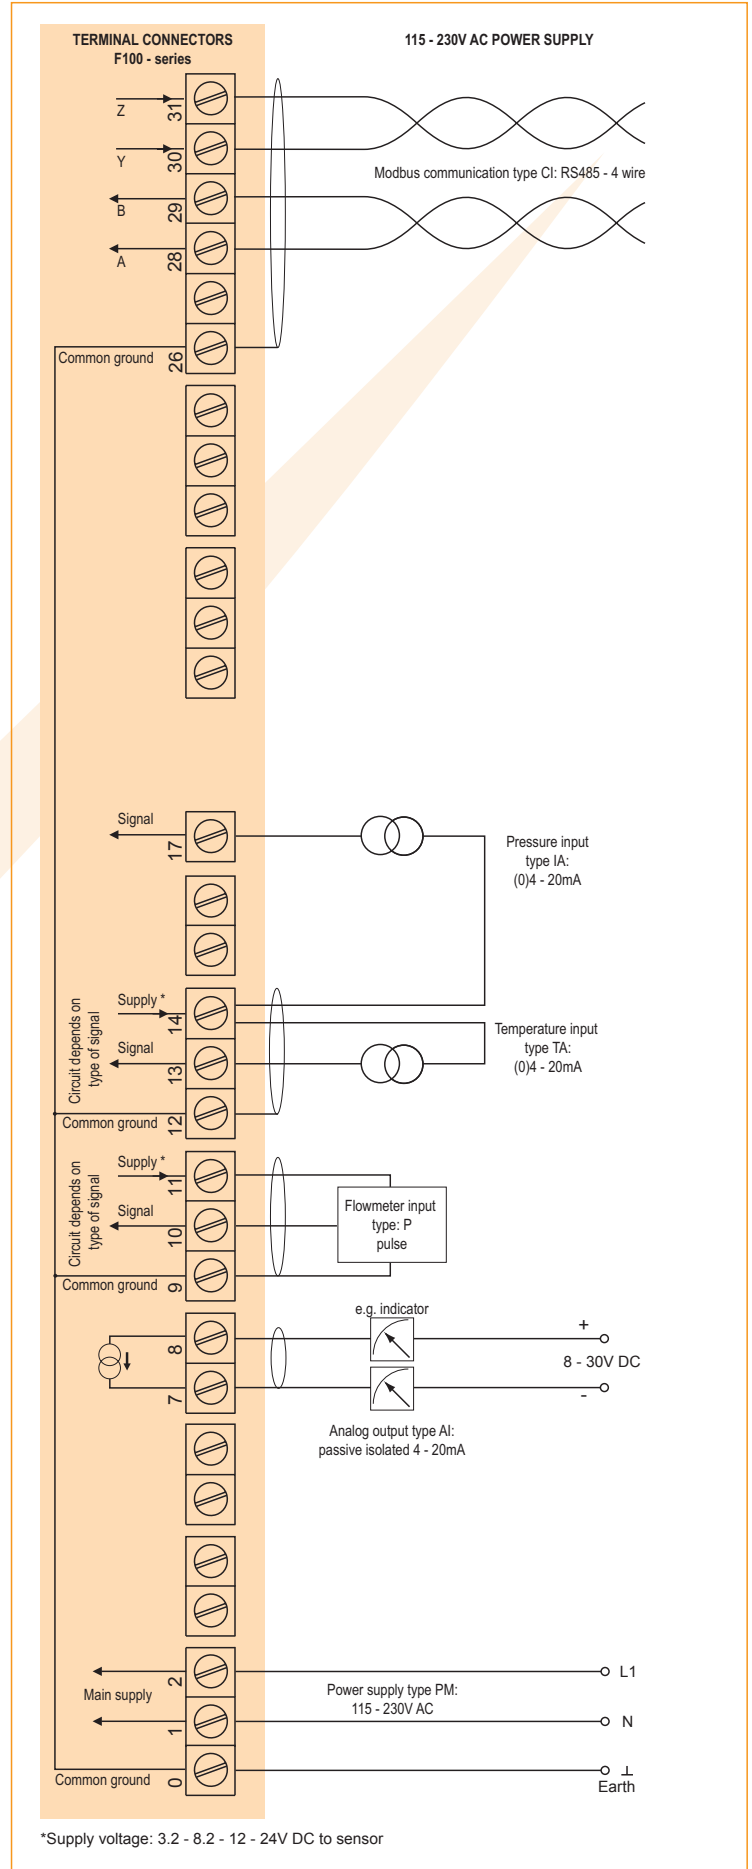 TERMINAL CONNECTORS
F100 - series
115 - 230V AC POWER SUPPLY
Z
31
Y
30
Modbus communication type CI: RS485 - 4 wire
B
29
A
28
Common ground
26
Signal
17
Pressure input
type IA:
(0)4 - 20mA
Circuit depends on
type of signal
Supply *
14
Signal
13
Temperature input
type TA:
(0)4 - 20mA
Common ground
12
Circuit depends on
type of signal
Supply *
11
Signal
10
Flowmeter input
type: P
pulse
Common ground
9
e.g. indicator
8
+
8 - 30V DC
7
-
Analog output type AI:
passive isolated 4 - 20mA
2
L1
Main supply
Power supply type PM:
115 - 230V AC
1
N
Common ground
0
Earth
*Supply voltage: 3.2 - 8.2 - 12 - 24V DC to sensor